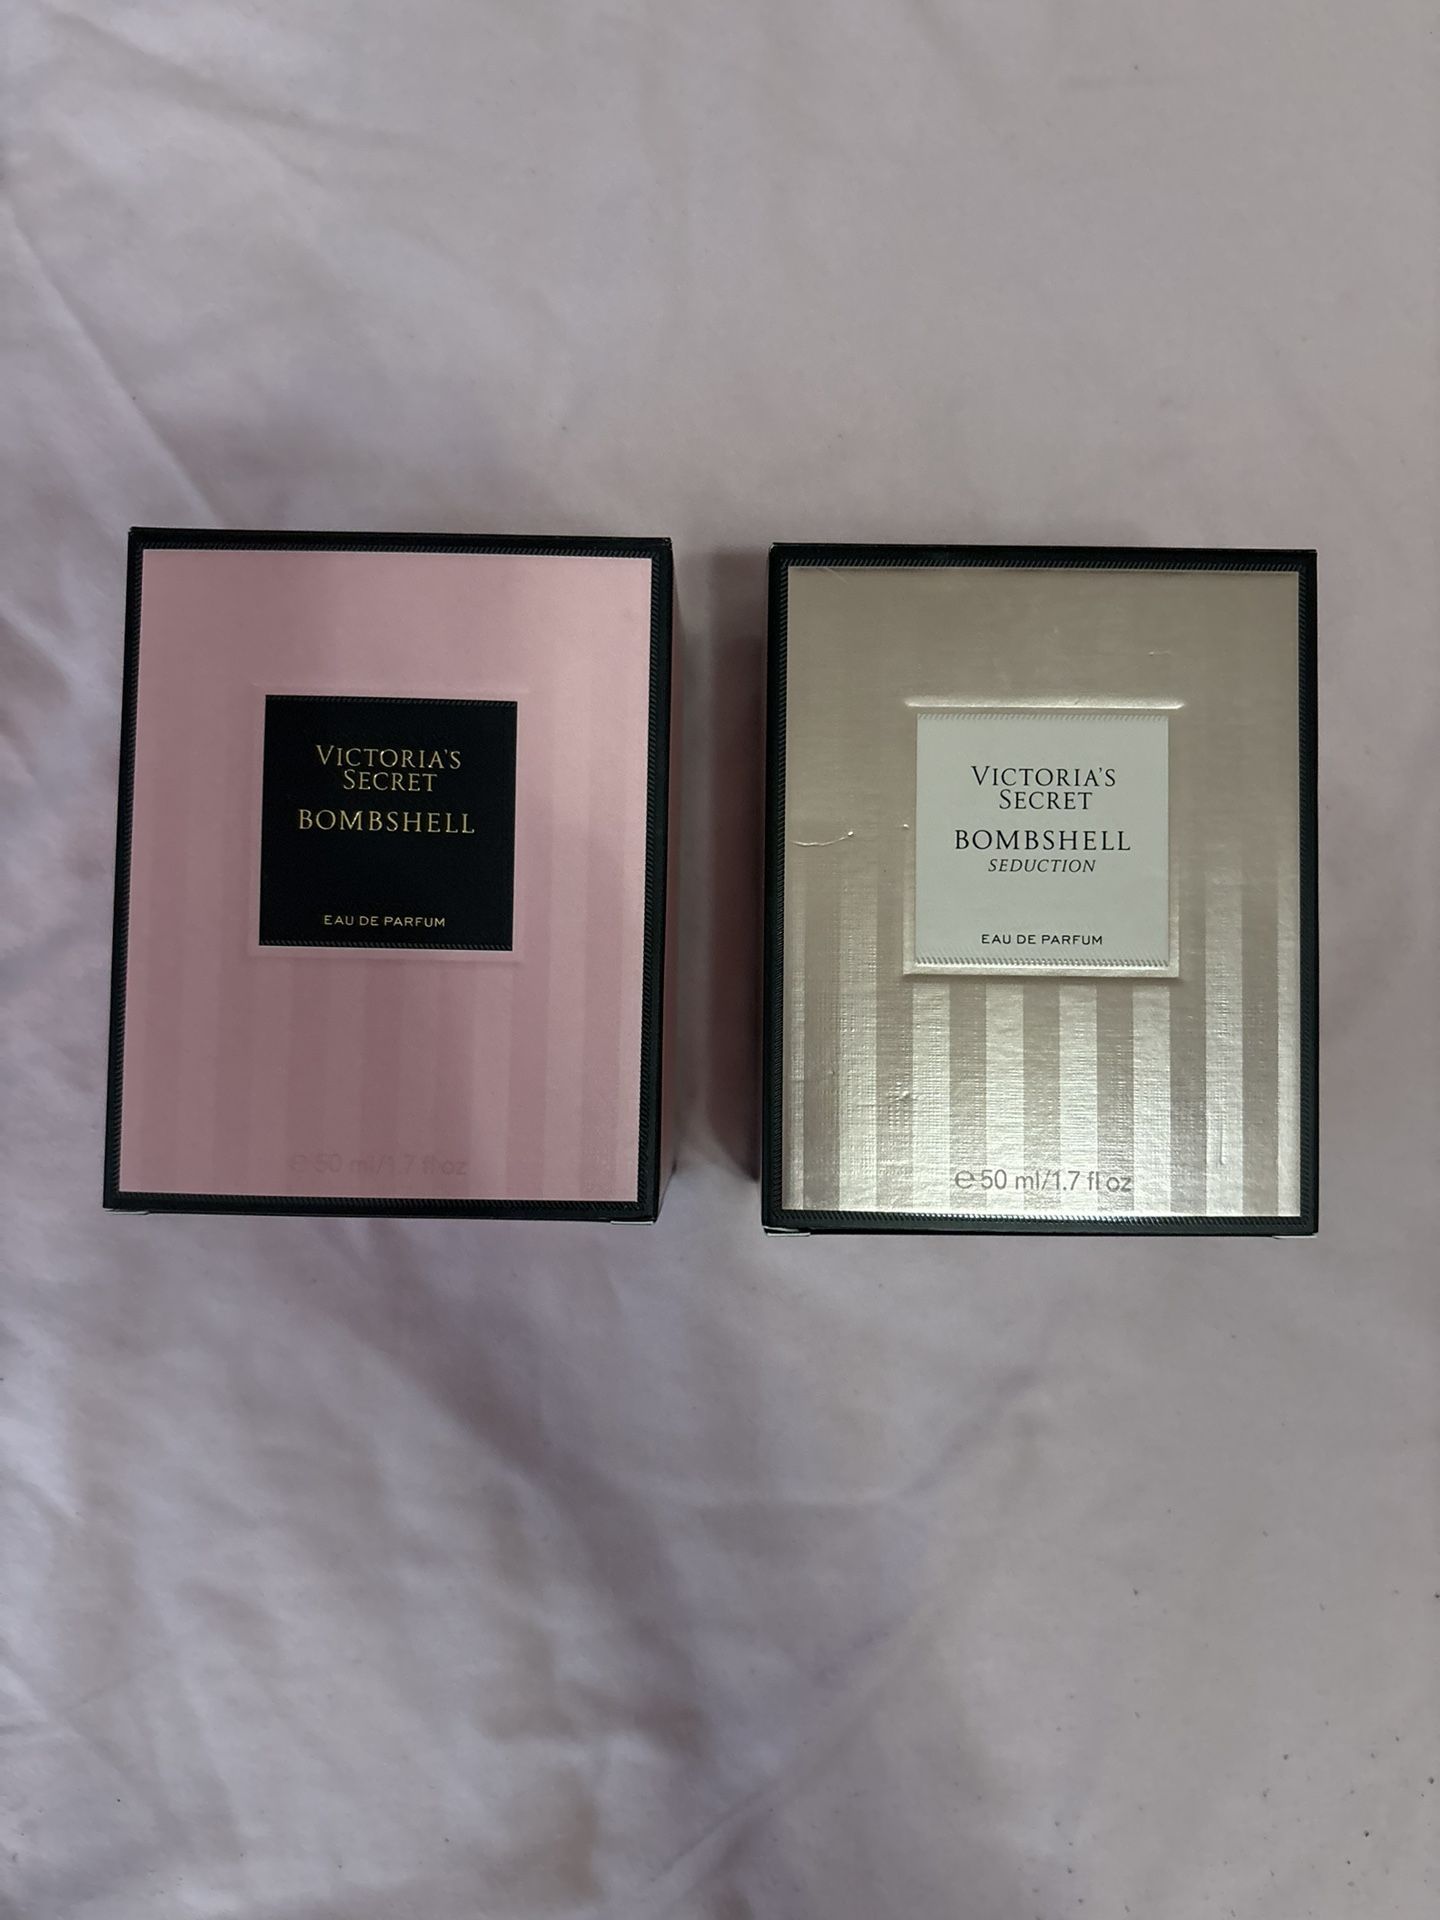 VICTORIA'S
SECRET
BOMBSHELL
EAU DE PARFUM
℮ 50 ml/1.7 fl oz
VICTORIA'S
SECRET
BOMBSHELL
SEDUCTION
EAU DE PARFUM
℮ 50 ml/1.7 fl oz